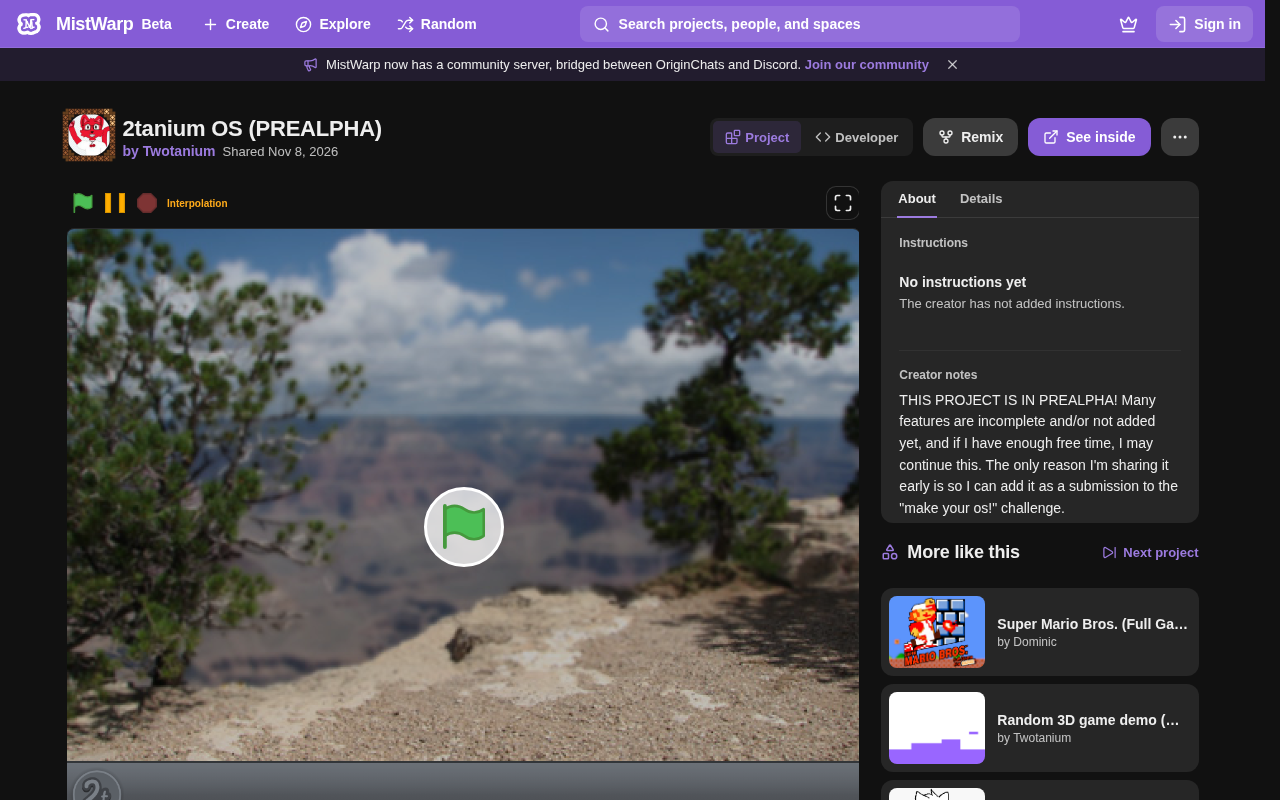 MistWarp Beta
Create
Explore
Random
Search projects, people, and spaces
Sign in
MistWarp now has a community server, bridged between OriginChats and Discord. Join our community
2tanium OS (PREALPHA)
by Twotanium Shared Nov 8, 2026
Project
Developer
Remix
See inside
Interpolation
About
Details
Instructions
No instructions yet
The creator has not added instructions.
Creator notes
THIS PROJECT IS IN PREALPHA! Many
features are incomplete and/or not added
yet, and if I have enough free time, I may
continue this. The only reason I'm sharing it
early is so I can add it as a submission to the
"make your os!" challenge.
More like this
Next project
MARIO BROS.
Super Mario Bros. (Full Ga...
by Dominic
Random 3D game demo (...
by Twotanium